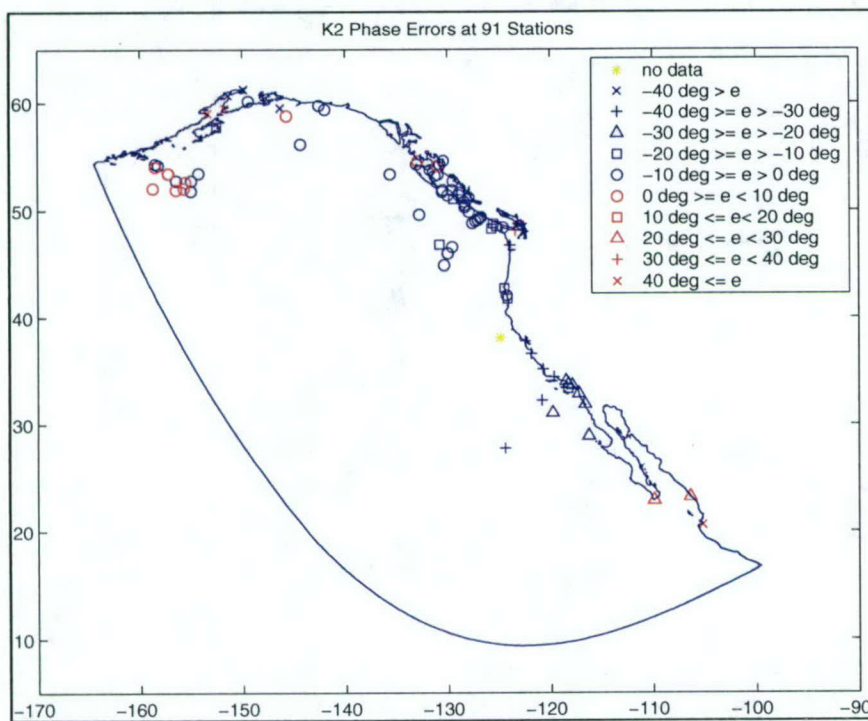 K2 Phase Errors at 91 Stations
70
60
50
40
30
20
10
−170
−160
−150
−140
−130
−120
−110
−100
−90
no data
−40 deg > e
−40 deg >= e > −30 deg
−30 deg >= e > −20 deg
−20 deg >= e > −10 deg
−10 deg >= e > 0 deg
0 deg >= e < 10 deg
10 deg <= e< 20 deg
20 deg <= e < 30 deg
30 deg <= e < 40 deg
40 deg <= e